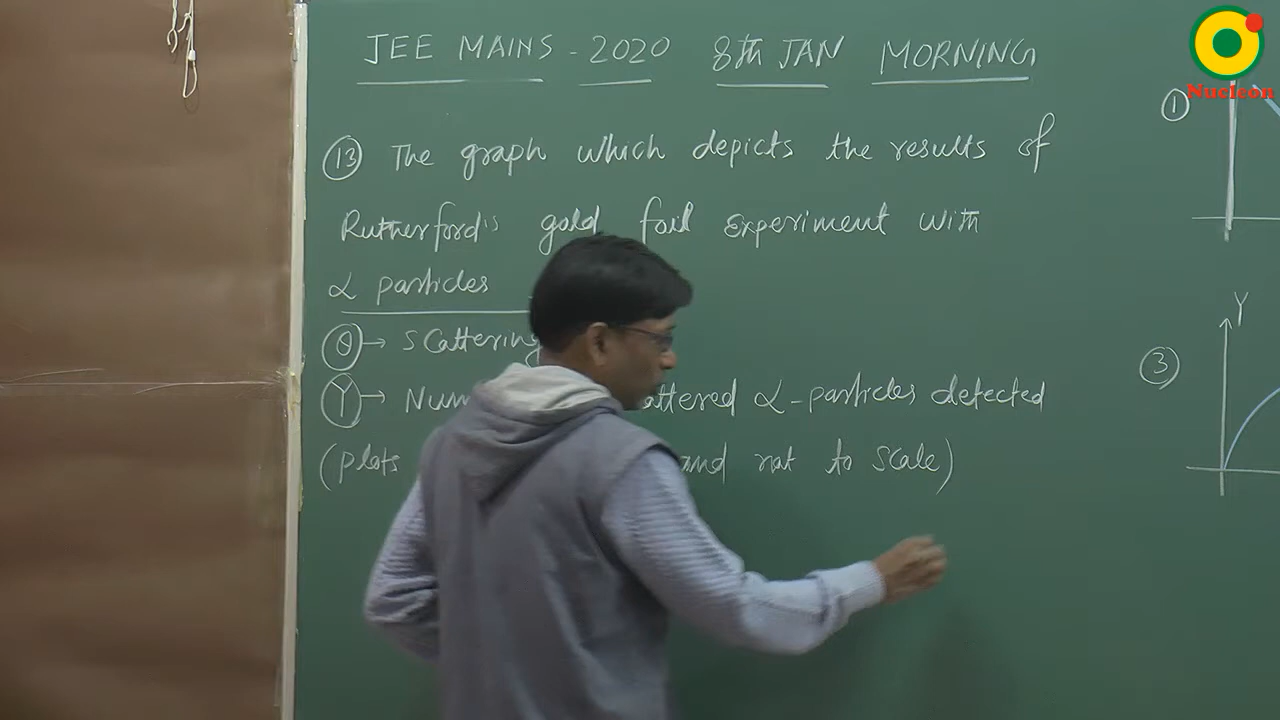 JEE MAINS - 2020 8th JAN MORNING
Nucleon
① 
⑬ The graph which depicts the results of
Rutherford's gold foil experiment with
α particles
θ → scattering
Y → Num attered α-particles detected
(plots and not to scale)
Y
③